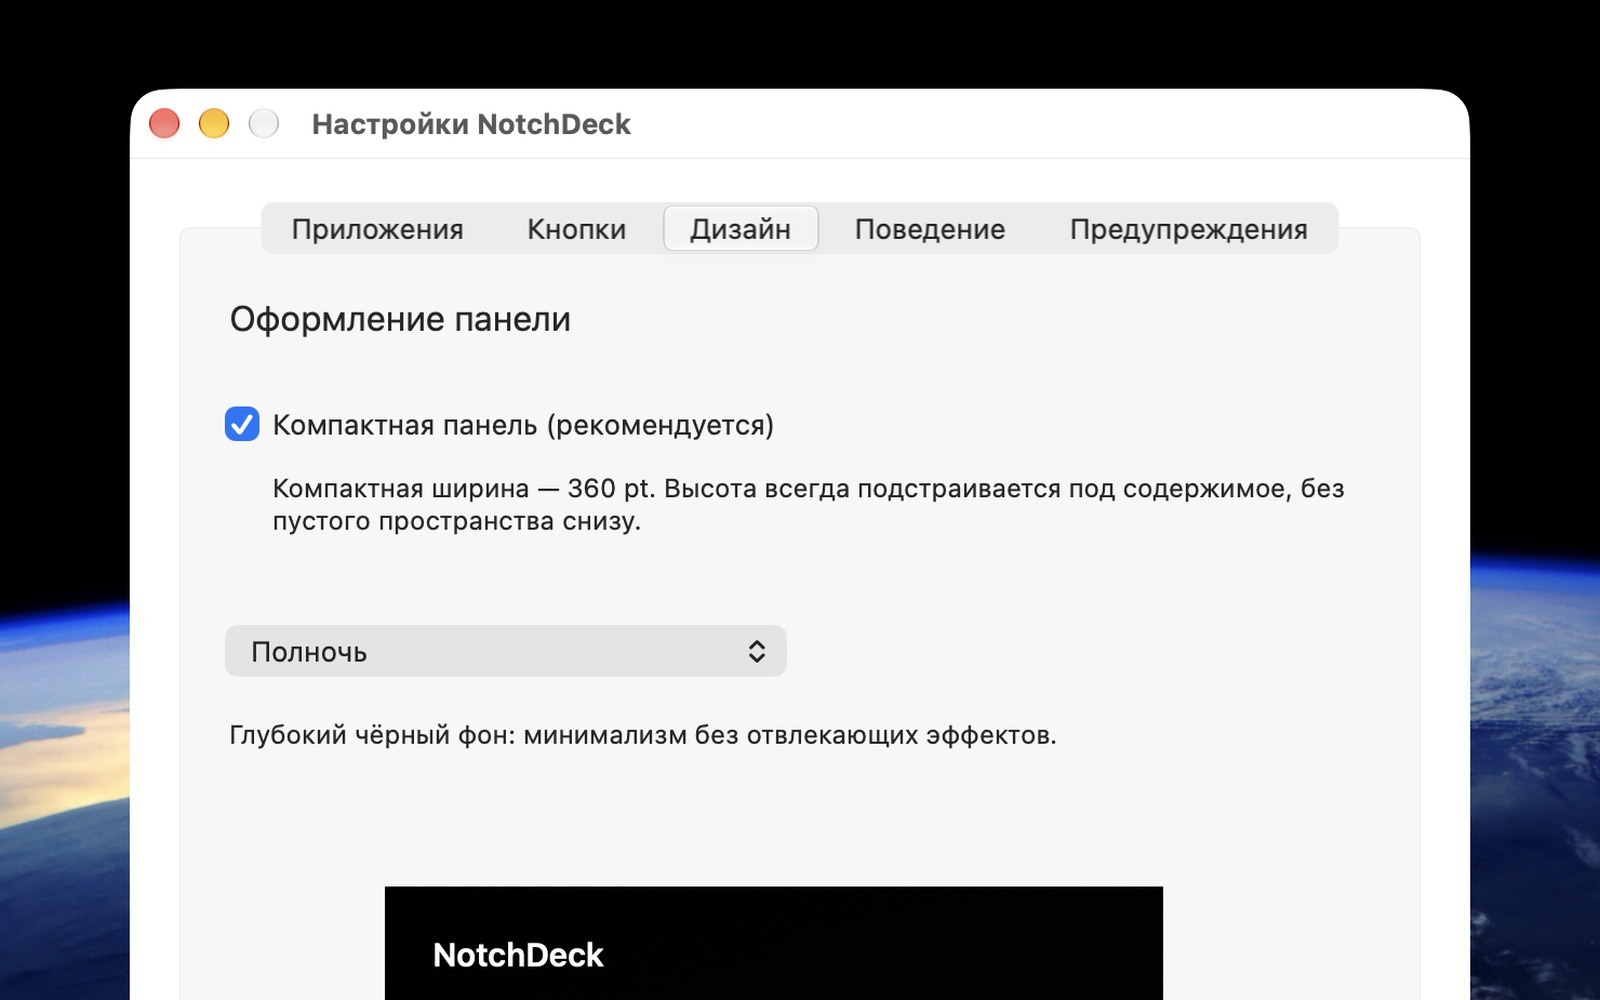 Настройки NotchDeck
Приложения
Кнопки
Дизайн
Поведение
Предупреждения
Оформление панели
Компактная панель (рекомендуется)
Компактная ширина — 360 pt. Высота всегда подстраивается под содержимое, без
пустого пространства снизу.
Полночь
Глубокий чёрный фон: минимализм без отвлекающих эффектов.
NotchDeck